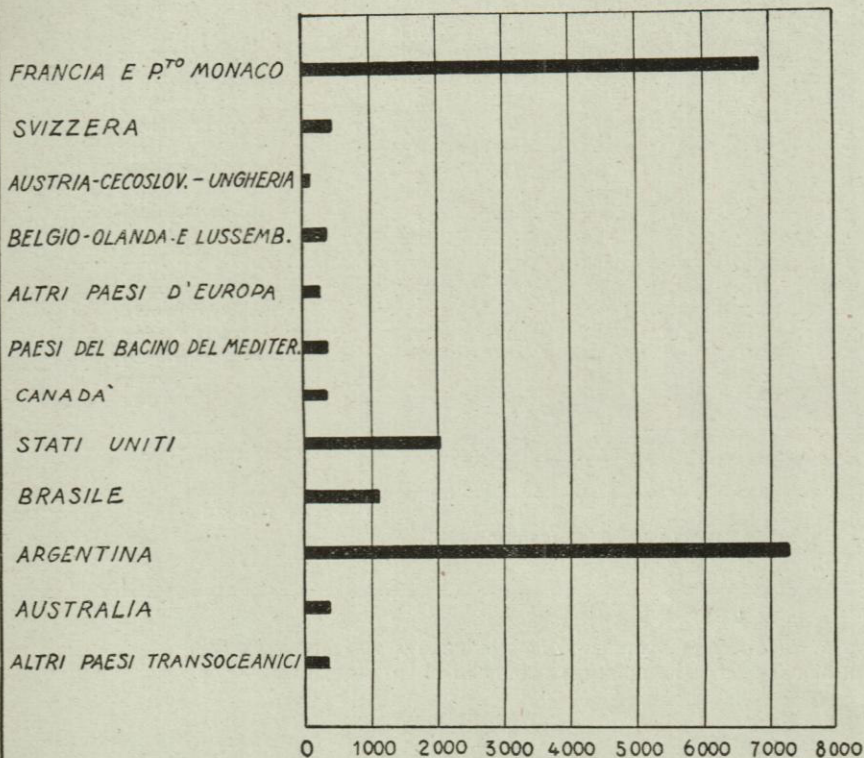 FRANCIA E P.TO MONACO
SVIZZERA
AUSTRIA-CECOSLOV.-UNGHERIA
BELGIO-OLANDA-E LUSSEMB.
ALTRI PAESI D'EUROPA
PAESI DEL BACINO DEL MEDITER.
CANADA`
STATI UNITI
BRASILE
ARGENTINA
AUSTRALIA
ALTRI PAESI TRANSOCEANICI
0 1000 2000 3000 4000 5000 6000 7000 8000